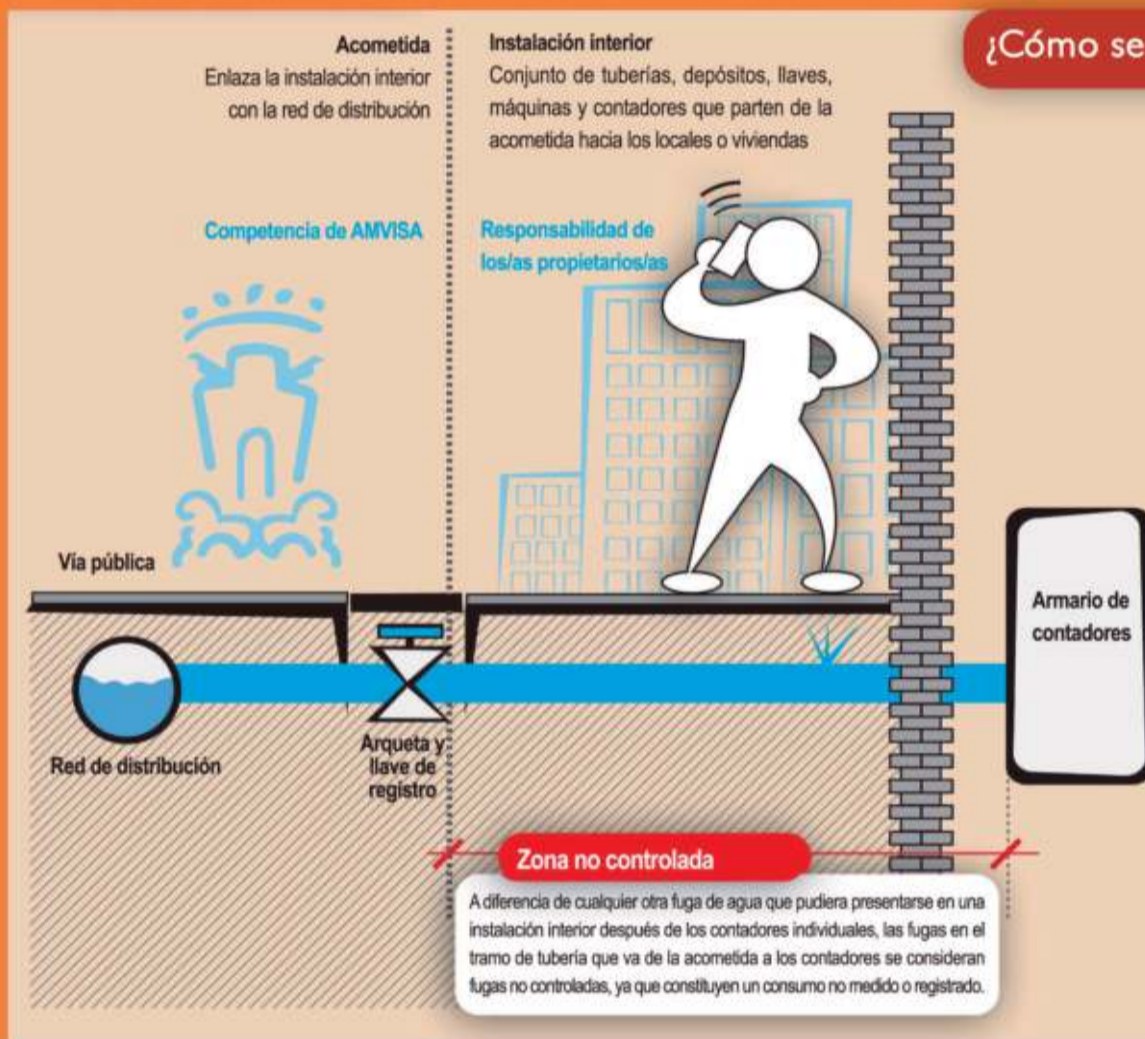 ¿Cómo se
Acometida
Enlaza la instalación interior
con la red de distribución
Instalación interior
Conjunto de tuberías, depósitos, llaves,
máquinas y contadores que parten de la
acometida hacia los locales o viviendas
Competencia de AMVISA
Responsabilidad de
los/as propietarios/as
Vía pública
Armario de
contadores
Red de distribución
Arqueta y
llave de
registro
Zona no controlada
A diferencia de cualquier otra fuga de agua que pudiera presentarse en una
instalación interior después de los contadores individuales, las fugas en el
tramo de tubería que va de la acometida a los contadores se consideran
fugas no controladas, ya que constituyen un consumo no medido o registrado.